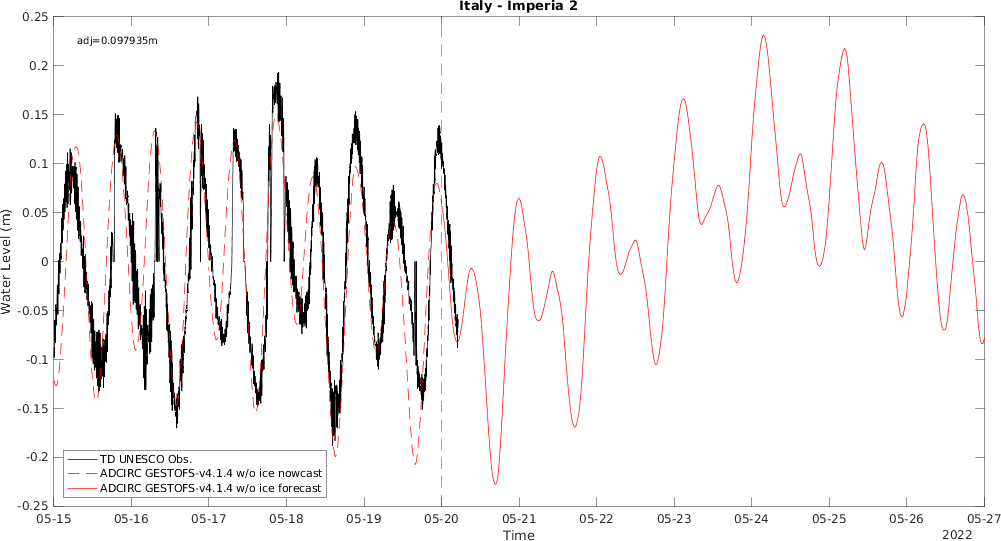 Italy - Imperia 2
adj=0.097935m
0.25
0.2
0.15
0.1
0.05
0
-0.05
-0.1
-0.15
-0.2
-0.25
Water Level (m)
TD UNESCO Obs.
ADCIRC GESTOFS-v4.1.4 w/o ice nowcast
ADCIRC GESTOFS-v4.1.4 w/o ice forecast
05-15 05-16 05-17 05-18 05-19 05-20 05-21 05-22 05-23 05-24 05-25 05-26 05-27
Time
2022